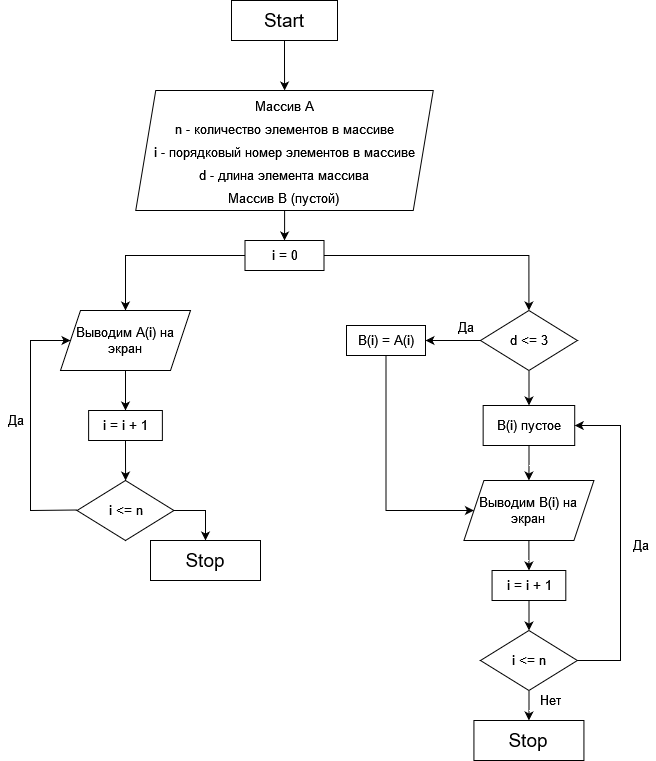 Start
Массив A
n - количество элементов в массиве
i - порядковый номер элементов в массиве
d - длина элемента массива
Массив B (пустой)
i = 0
Выводим A(i) на
экран
i = i + 1
Да
i <= n
Stop
d <= 3
Да
B(i) = A(i)
B(i) пустое
Выводим B(i) на
экран
i = i + 1
Да
i <= n
Нет
Stop